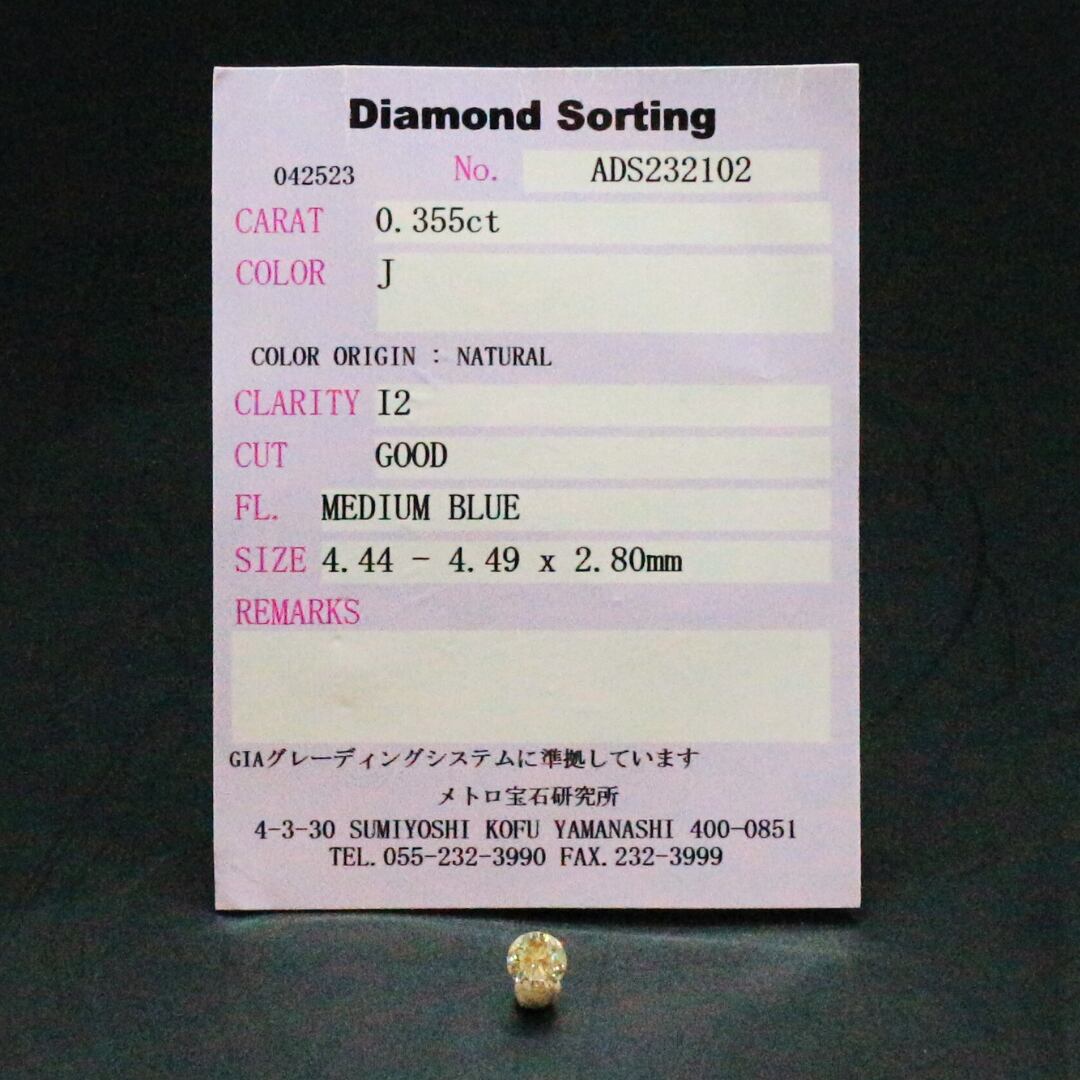 Diamond Sorting
042523 No. ADS232102
CARAT 0.355ct
COLOR J
COLOR ORIGIN : NATURAL
CLARITY I2
CUT GOOD
FL. MEDIUM BLUE
SIZE 4.44 - 4.49 x 2.80mm
REMARKS
GIAグレーディングシステムに準拠しています
メトロ宝石研究所
4-3-30 SUMIYOSHI KOFU YAMANASHI 400-0851
TEL.055-232-3990 FAX.232-3999